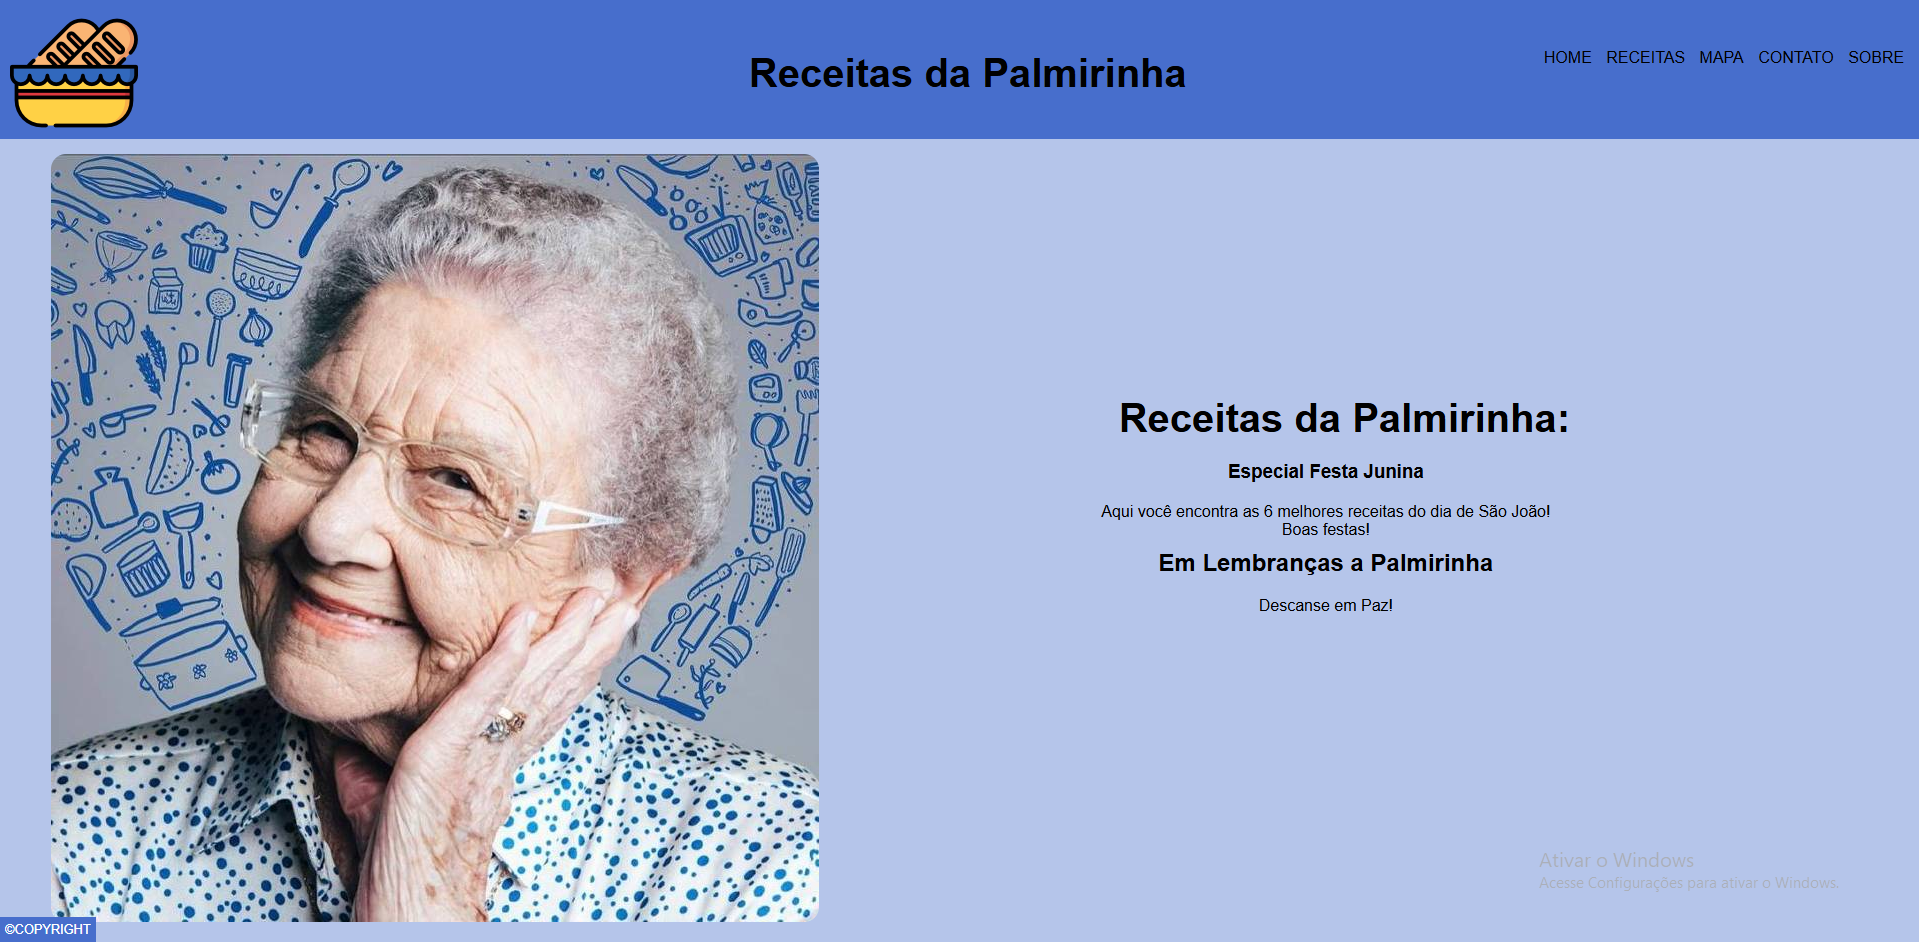 Receitas da Palmirinha
HOME RECEITAS MAPA CONTATO SOBRE
Receitas da Palmirinha:
Especial Festa Junina
Aqui você encontra as 6 melhores receitas do dia de São João!
Boas festas!
Em Lembranças a Palmirinha
Descanse em Paz!
Ativar o Windows
Acesse Configurações para ativar o Windows.
©COPYRIGHT